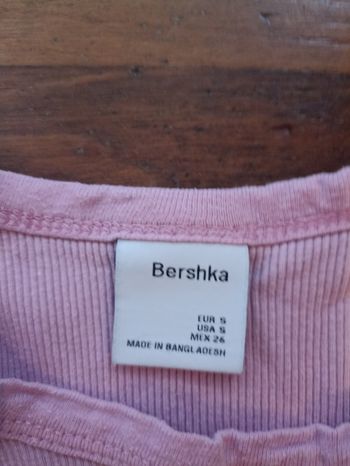 Bershka
EUR S
USA S
MEX 26
MADE IN BANGLADESH